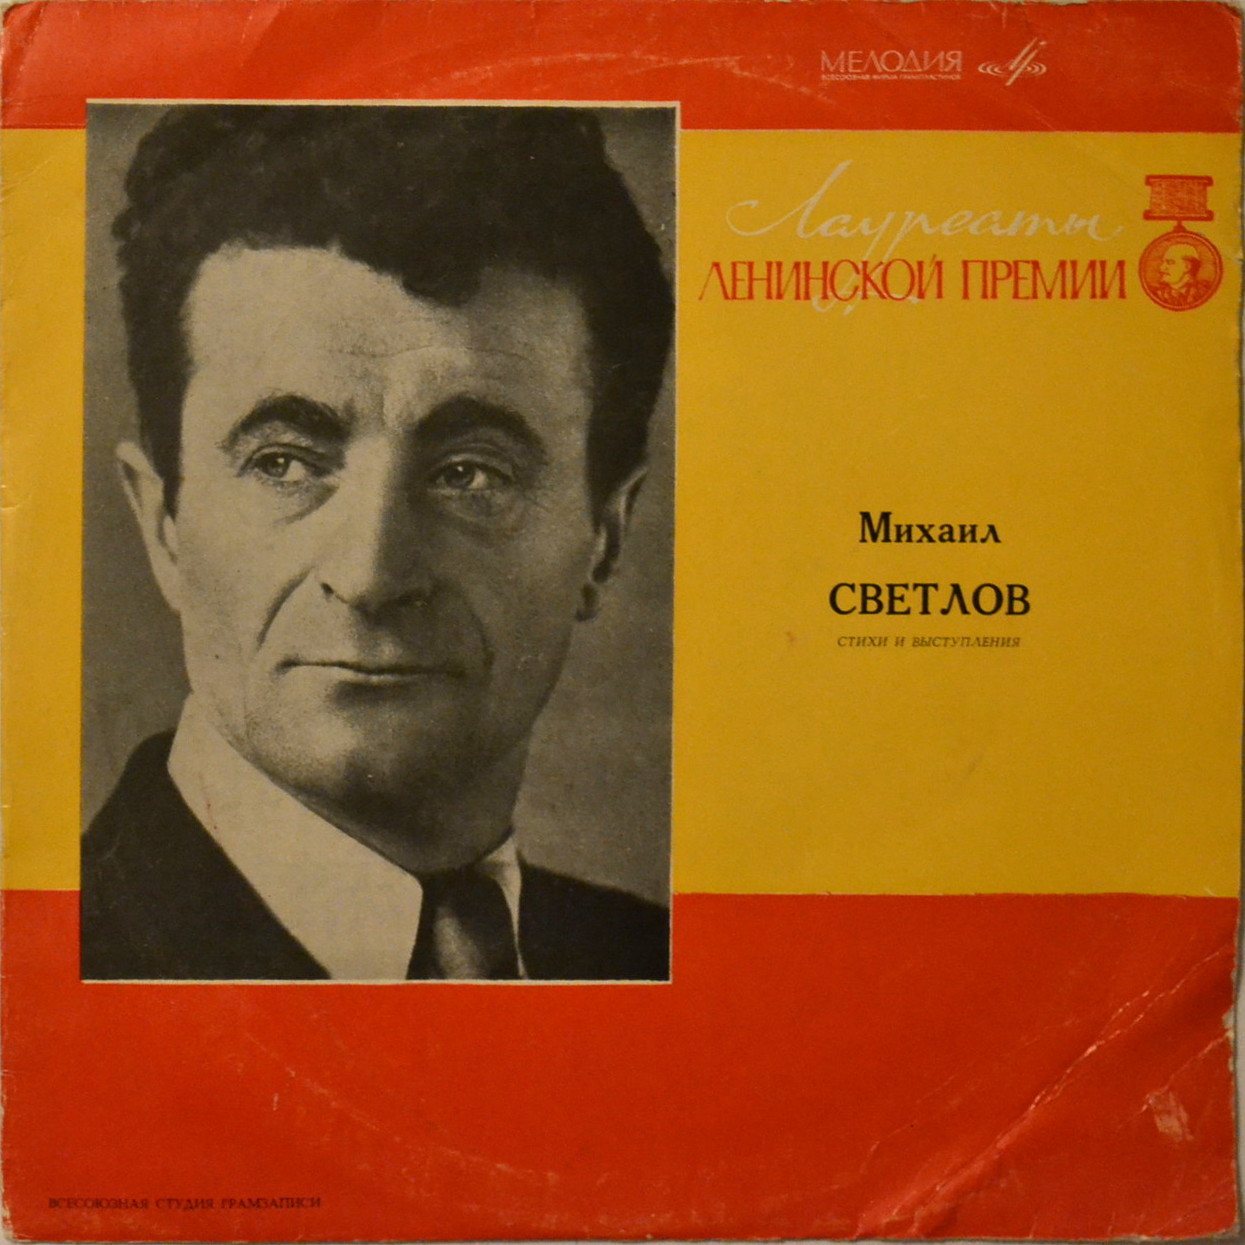 МЕЛОДИЯ
ВСЕСОЮЗНАЯ ФИРМА ГРАМПЛАСТИНОК
Лауреаты
ЛЕНИНСКОЙ ПРЕМИИ
Михаил
СВЕТЛОВ
СТИХИ И ВЫСТУПЛЕНИЯ
ВСЕСОЮЗНАЯ СТУДИЯ ГРАМЗАПИСИ